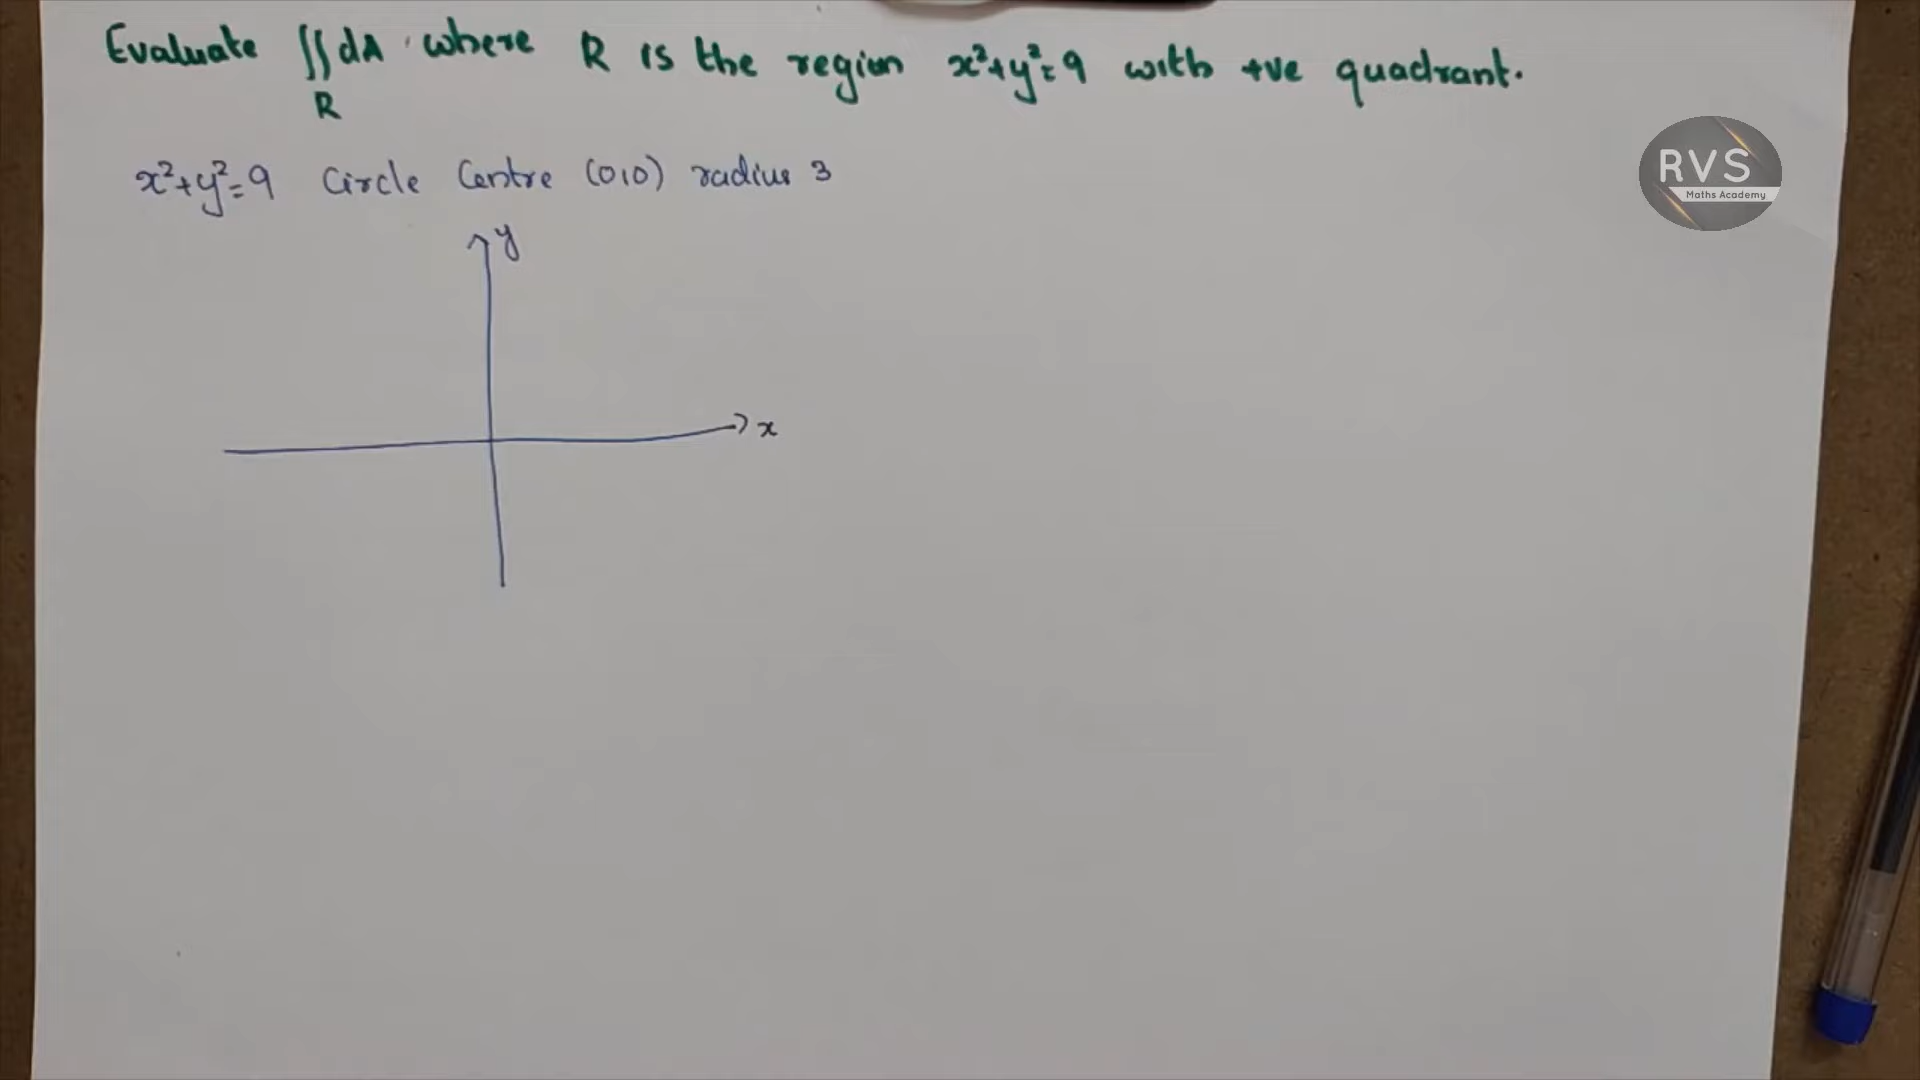 Evaluate ∬ dA where R is the region x²+y²=9 with +ve quadrant.
R
x²+y²=9 Circle Centre (0,0) radius 3
y
x
RVS
Maths Academy